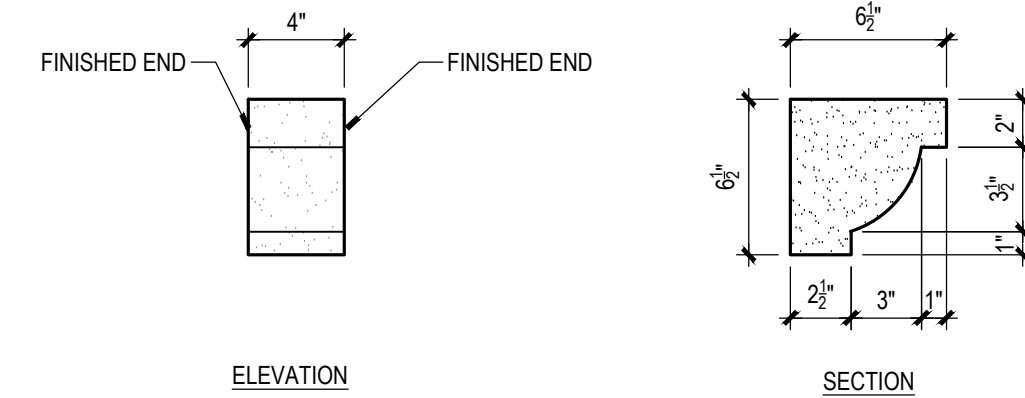 4"
FINISHED END
FINISHED END
ELEVATION
6½"
6½"
2"
3½"
1"
2½"
3"
1"
SECTION